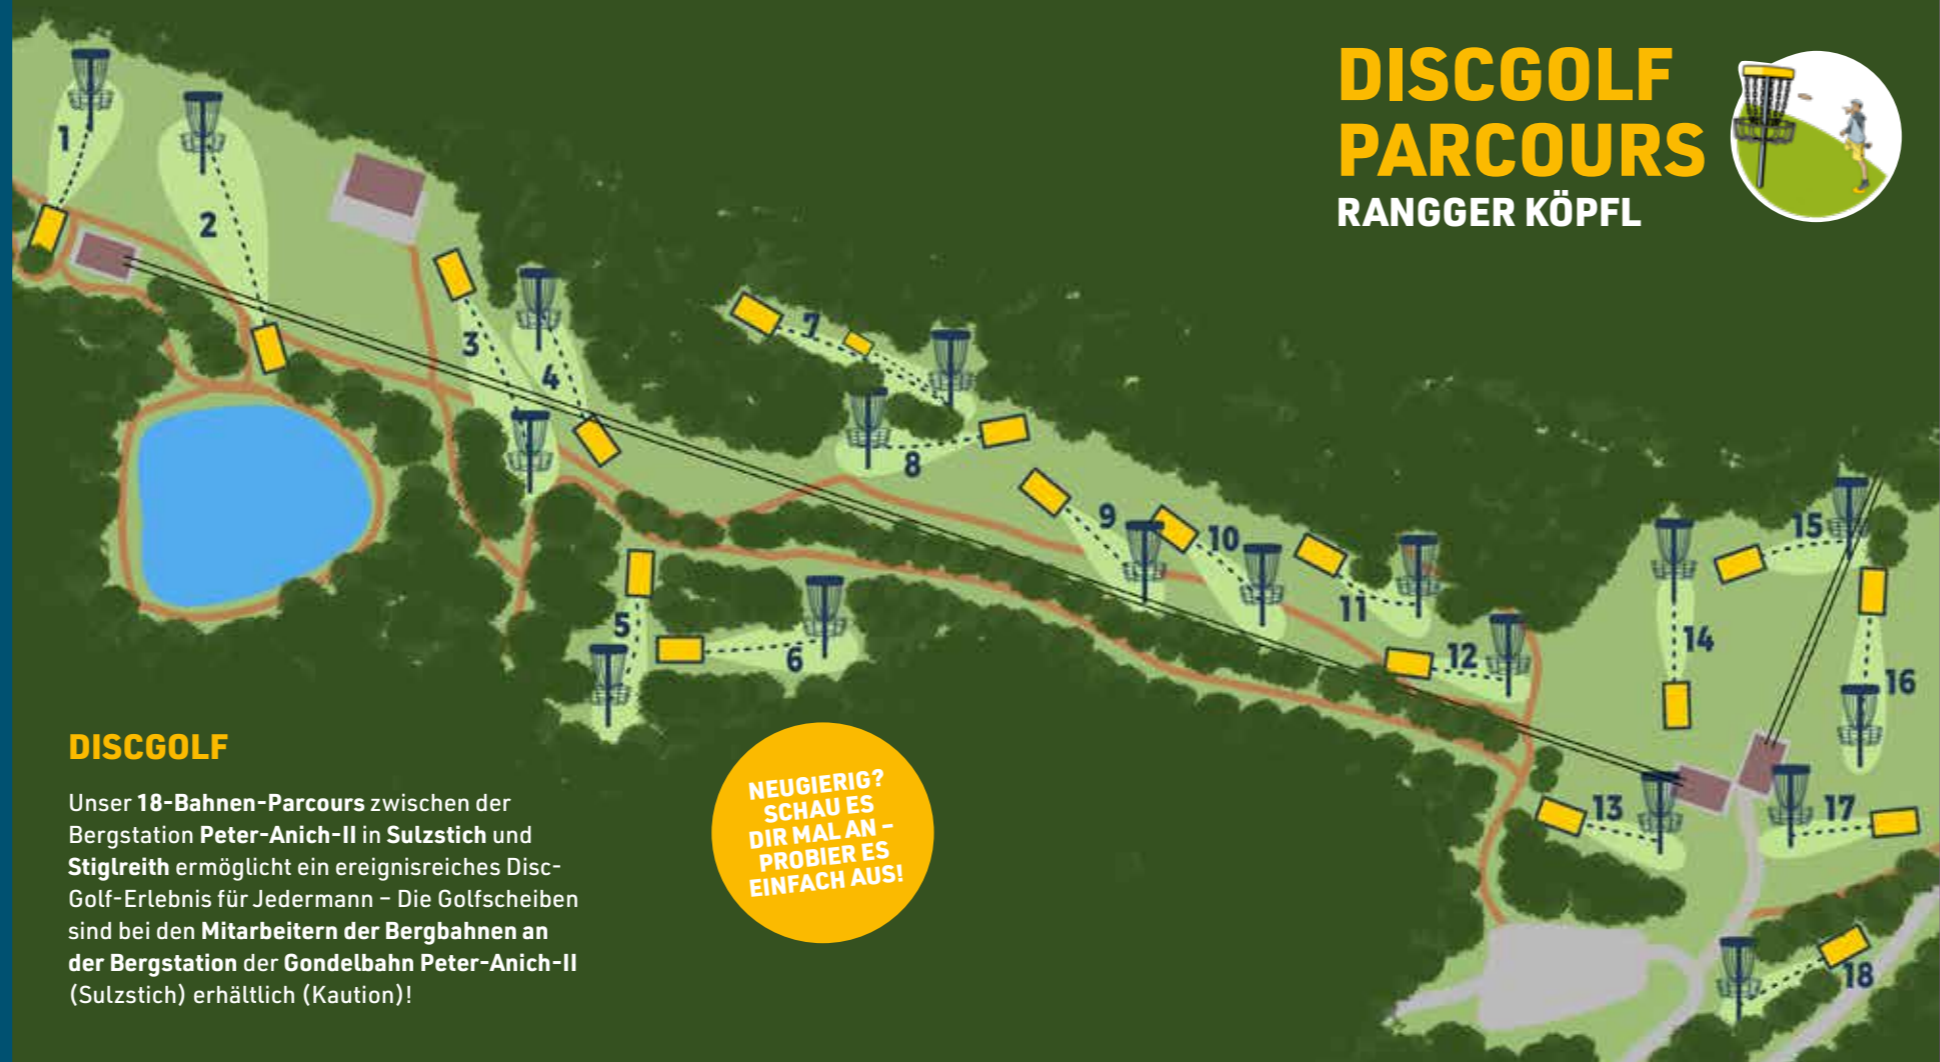 DISCGOLF
PARCOURS
RANGGER KÖPFL
1
2
3
4
5
6
7
8
9
10
11
12
13
14
15
16
17
18
DISCGOLF
Unser 18-Bahnen-Parcours zwischen der
Bergstation Peter-Anich-II in Sulzstich und
Stiglreith ermöglicht ein ereignisreiches Disc-
Golf-Erlebnis für Jedermann – Die Golfscheiben
sind bei den Mitarbeitern der Bergbahnen an
der Bergstation der Gondelbahn Peter-Anich-II
(Sulzstich) erhältlich (Kaution)!
NEUGIERIG?
SCHAU ES
DIR MAL AN –
PROBIER ES
EINFACH AUS!